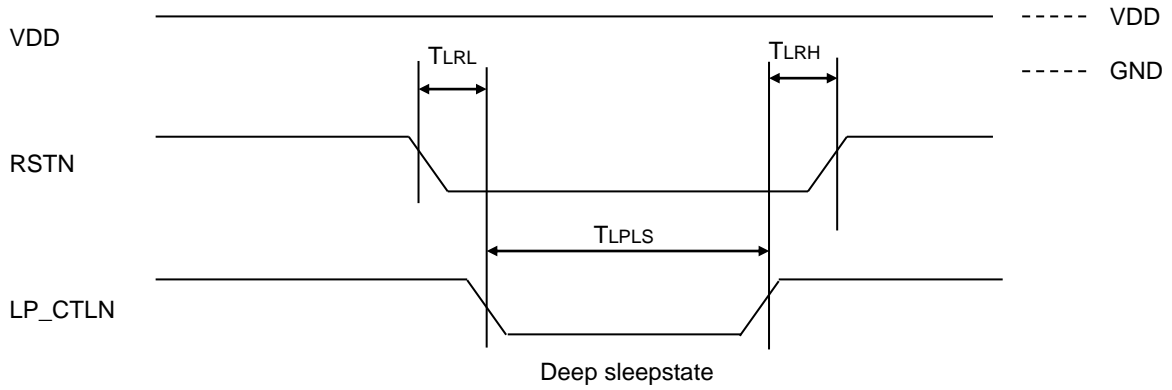 VDD
VDD
TLRL
TLRH
GND
RSTN
TLPLS
LP_CTLN
Deep sleepstate